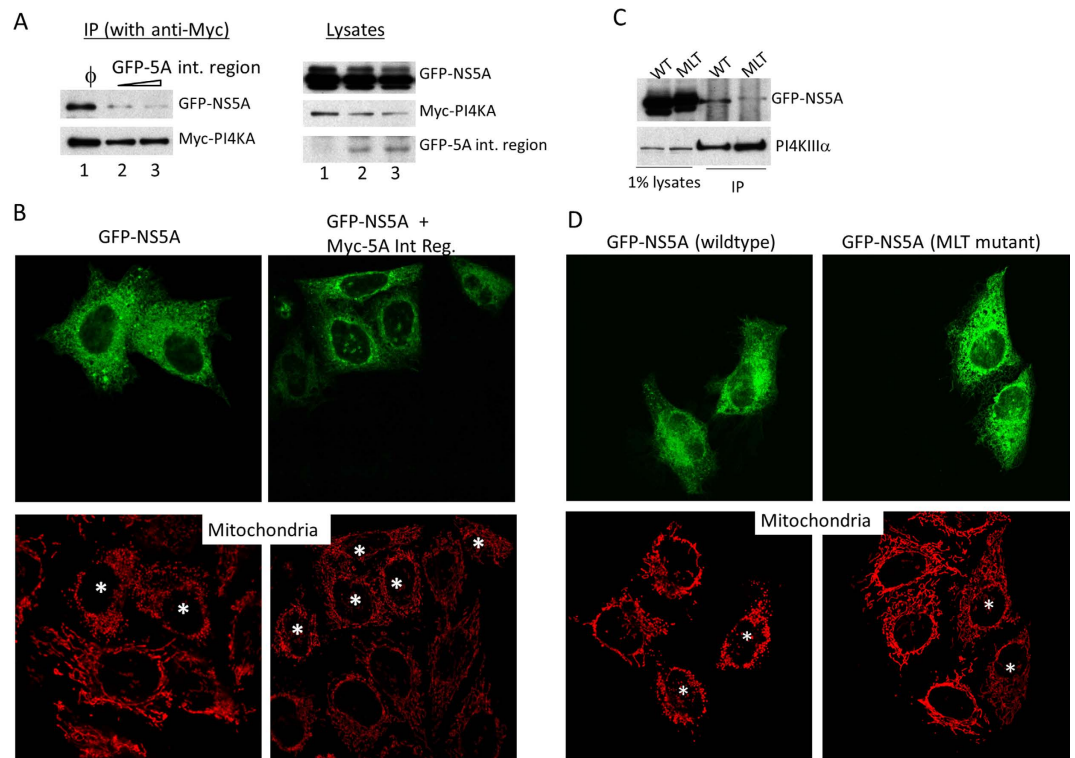 A
IP (with anti-Myc)
Lysates
ϕ
GFP-5A int. region
GFP-NS5A
Myc-PI4KA
1 2 3
GFP-NS5A
Myc-PI4KA
GFP-5A int. region
1 2 3
C
WT MLT WT MLT
GFP-NS5A
PI4KIIIα
1% lysates
IP
B
GFP-NS5A
GFP-NS5A +
Myc-5A Int Reg.
Mitochondria
* * * * * * *
D
GFP-NS5A (wildtype)
GFP-NS5A (MLT mutant)
Mitochondria
* * * *